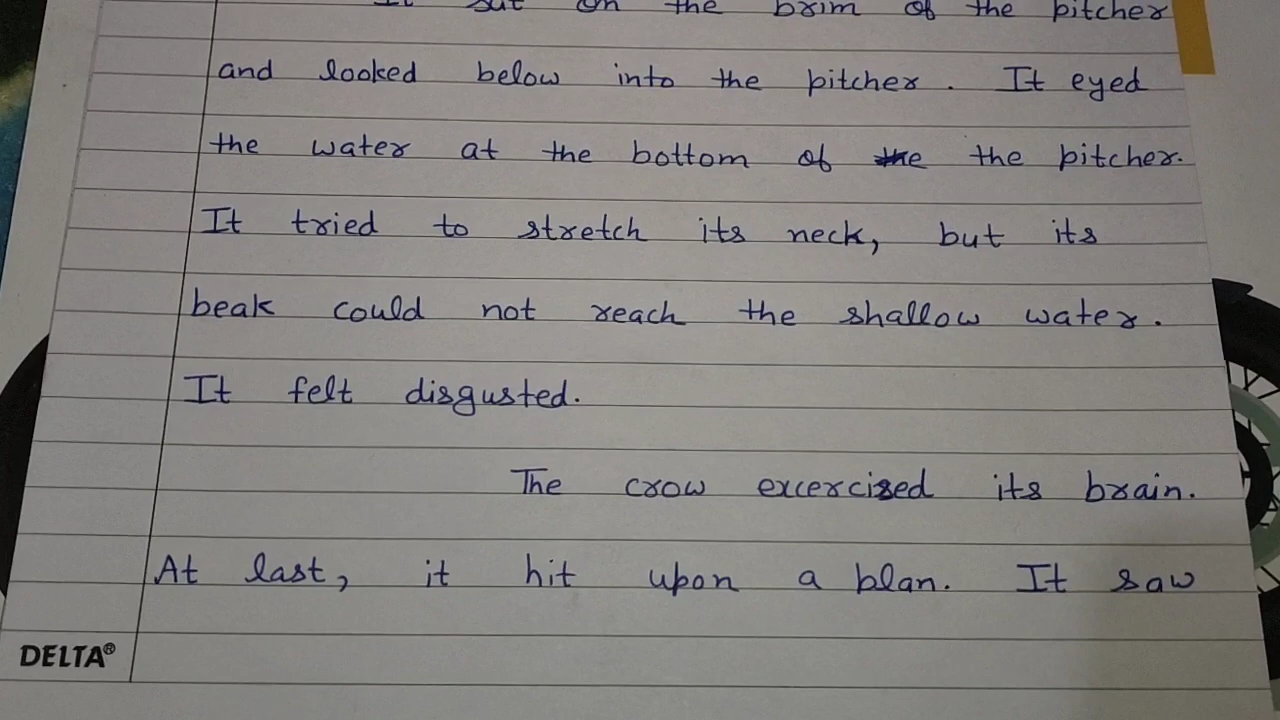 It sat on the brim of the pitcher
and looked below into the pitcher. It eyed
the water at the bottom of the the pitcher.
It tried to stretch its neck, but its
beak could not reach the shallow water.
It felt disgusted.
The crow excercised its brain.
At last, it hit upon a blan. It saw
DELTA®